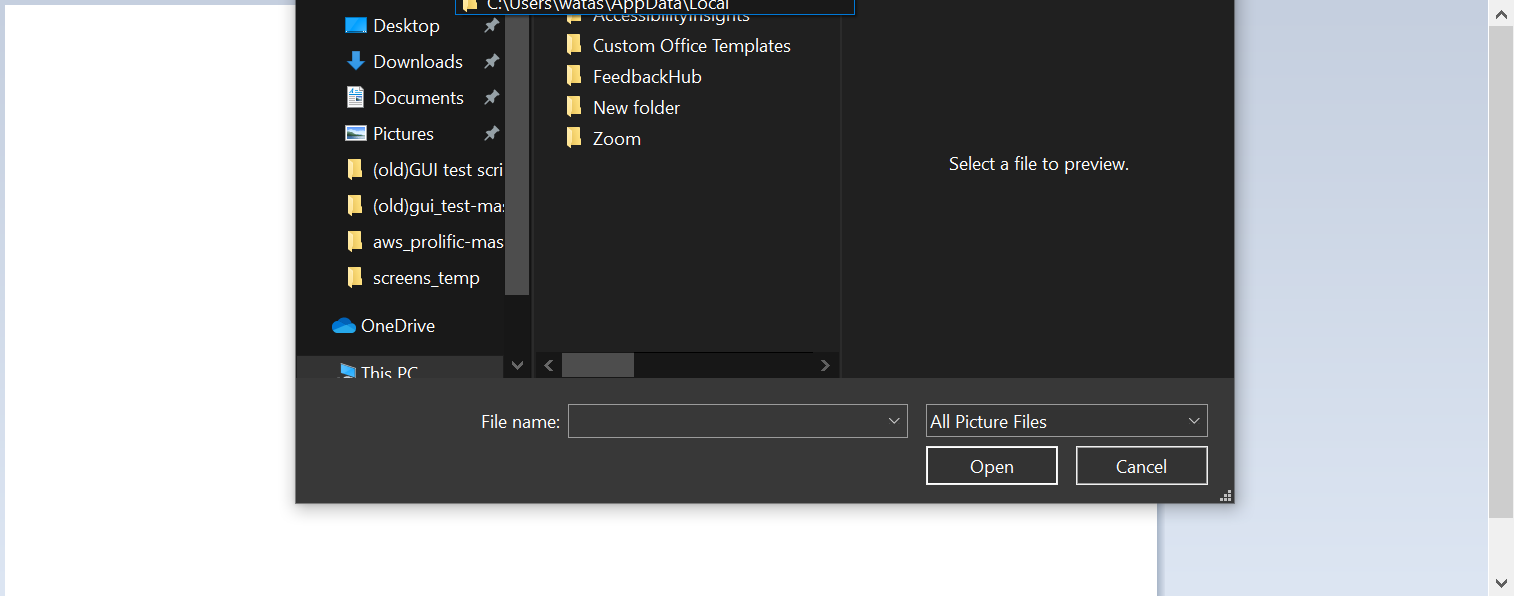 C:\Users\watas\AppData\Local
Desktop
Downloads
Documents
Pictures
(old)GUI test scri
(old)gui_test-mas
aws_prolific-mas
screens_temp
OneDrive
This PC
AccessibilityInsights
Custom Office Templates
FeedbackHub
New folder
Zoom
Select a file to preview.
File name:
All Picture Files
Open
Cancel